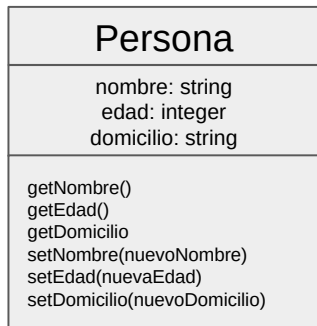 Persona
nombre: string
edad: integer
domicilio: string
getNombre()
getEdad()
getDomicilio
setNombre(nuevoNombre)
setEdad(nuevaEdad)
setDomicilio(nuevoDomicilio)